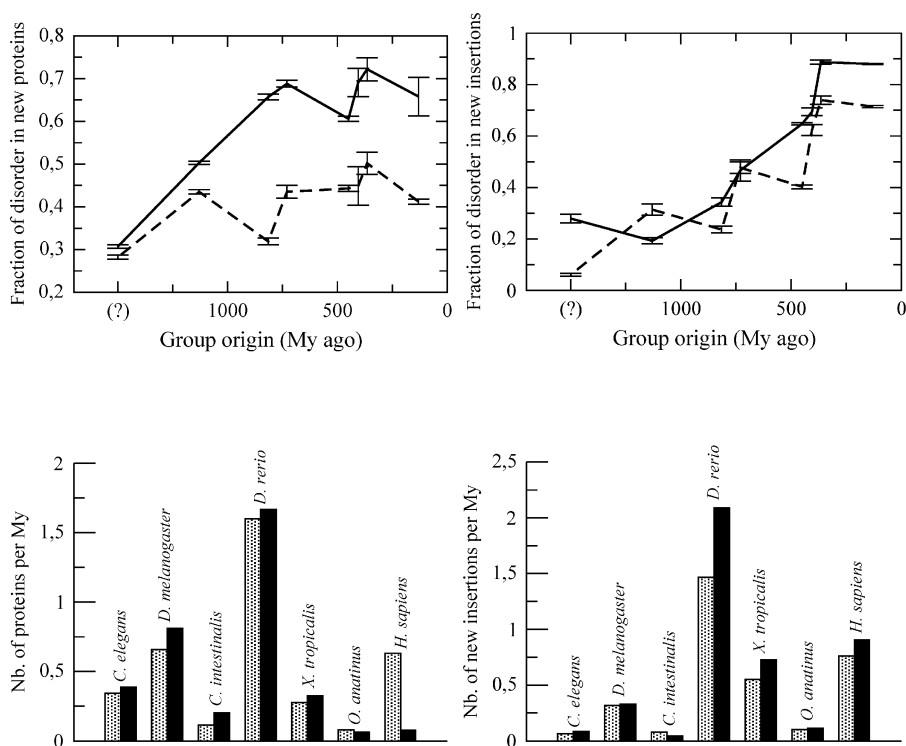 Fraction of disorder in new proteins
0,8
0,7
0,6
0,5
0,4
0,3
0,2
(?)
1000
500
0
Group origin (My ago)
Fraction of disorder in new insertions
1
0,8
0,6
0,4
0,2
0
(?)
1000
500
0
Group origin (My ago)
Nb. of proteins per My
2
1,5
1
0,5
0
C. elegans
D. melanogaster
C. intestinalis
D. rerio
X. tropicalis
O. anatinus
H. sapiens
Nb. of new insertions per My
2,5
2
1,5
1
0,5
0
C. elegans
D. melanogaster
C. intestinalis
D. rerio
X. tropicalis
O. anatinus
H. sapiens